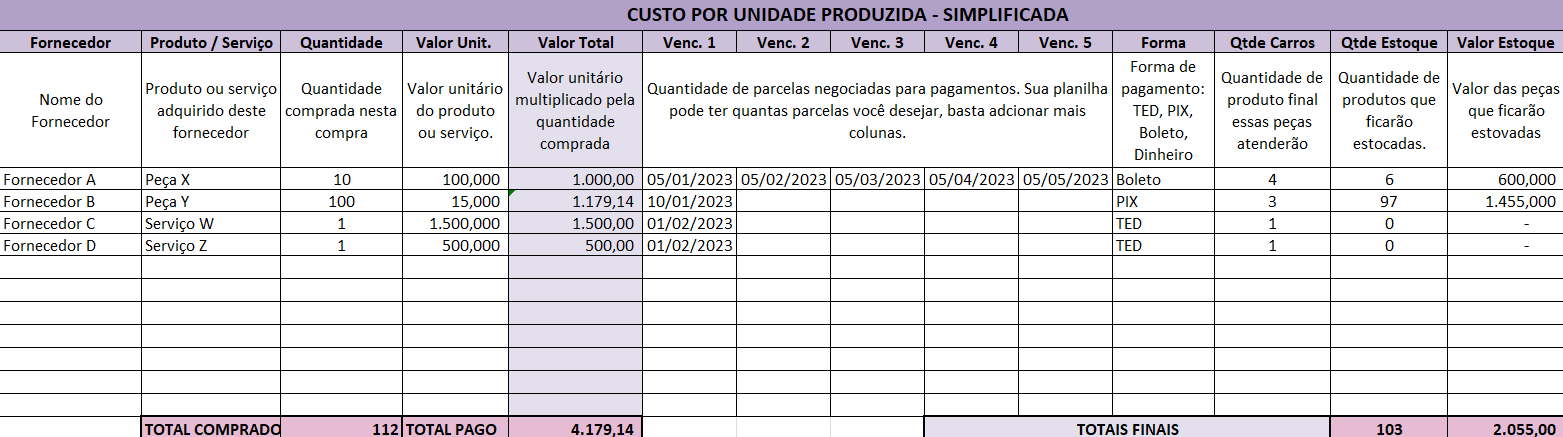 CUSTO POR UNIDADE PRODUZIDA - SIMPLIFICADA
Fornecedor Produto / Serviço Quantidade Valor Unit. Valor Total Venc. 1 Venc. 2 Venc. 3 Venc. 4 Venc. 5 Forma Qtde Carros Qtde Estoque Valor Estoque
Nome do
Fornecedor
Produto ou serviço
adquirido deste
fornecedor
Quantidade
comprada nesta
compra
Valor unitário
do produto
ou serviço.
Valor unitário
multiplicado pela
quantidade
comprada
Quantidade de parcelas negociadas para pagamentos. Sua planilha
pode ter quantas parcelas você desejar, basta adcionar mais
colunas.
Forma de
pagamento:
TED, PIX,
Boleto,
Dinheiro
Quantidade de
produto final
essas peças
atenderão
Quantidade de
produtos que
ficarão
estocadas.
Valor das peças
que ficarão
estovadas
Fornecedor A Peça X 10 100,000 1.000,00 05/01/2023 05/02/2023 05/03/2023 05/04/2023 05/05/2023 Boleto 4 6 600,000
Fornecedor B Peça Y 100 15,000 1.179,14 10/01/2023 PIX 3 97 1.455,000
Fornecedor C Serviço W 1 1.500,000 1.500,00 01/02/2023 TED 1 0 -
Fornecedor D Serviço Z 1 500,000 500,00 01/02/2023 TED 1 0 -
TOTAL COMPRADO 112 TOTAL PAGO 4.179,14 TOTAIS FINAIS 103 2.055,00